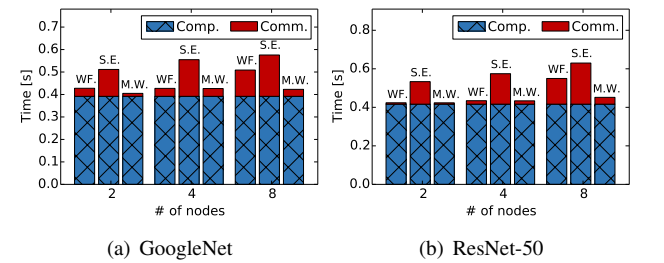 Comp. Comm.
0.7
0.6
0.5
0.4
0.3
0.2
0.1
0.0
Time [s]
WF. S.E. M.W.
WF. S.E. M.W.
WF. S.E. M.W.
2 4 8
# of nodes
(a) GoogleNet
Comp. Comm.
0.8
0.6
0.4
0.2
0.0
Time [s]
WF. S.E. M.W.
WF. S.E. M.W.
WF. S.E. M.W.
2 4 8
# of nodes
(b) ResNet-50